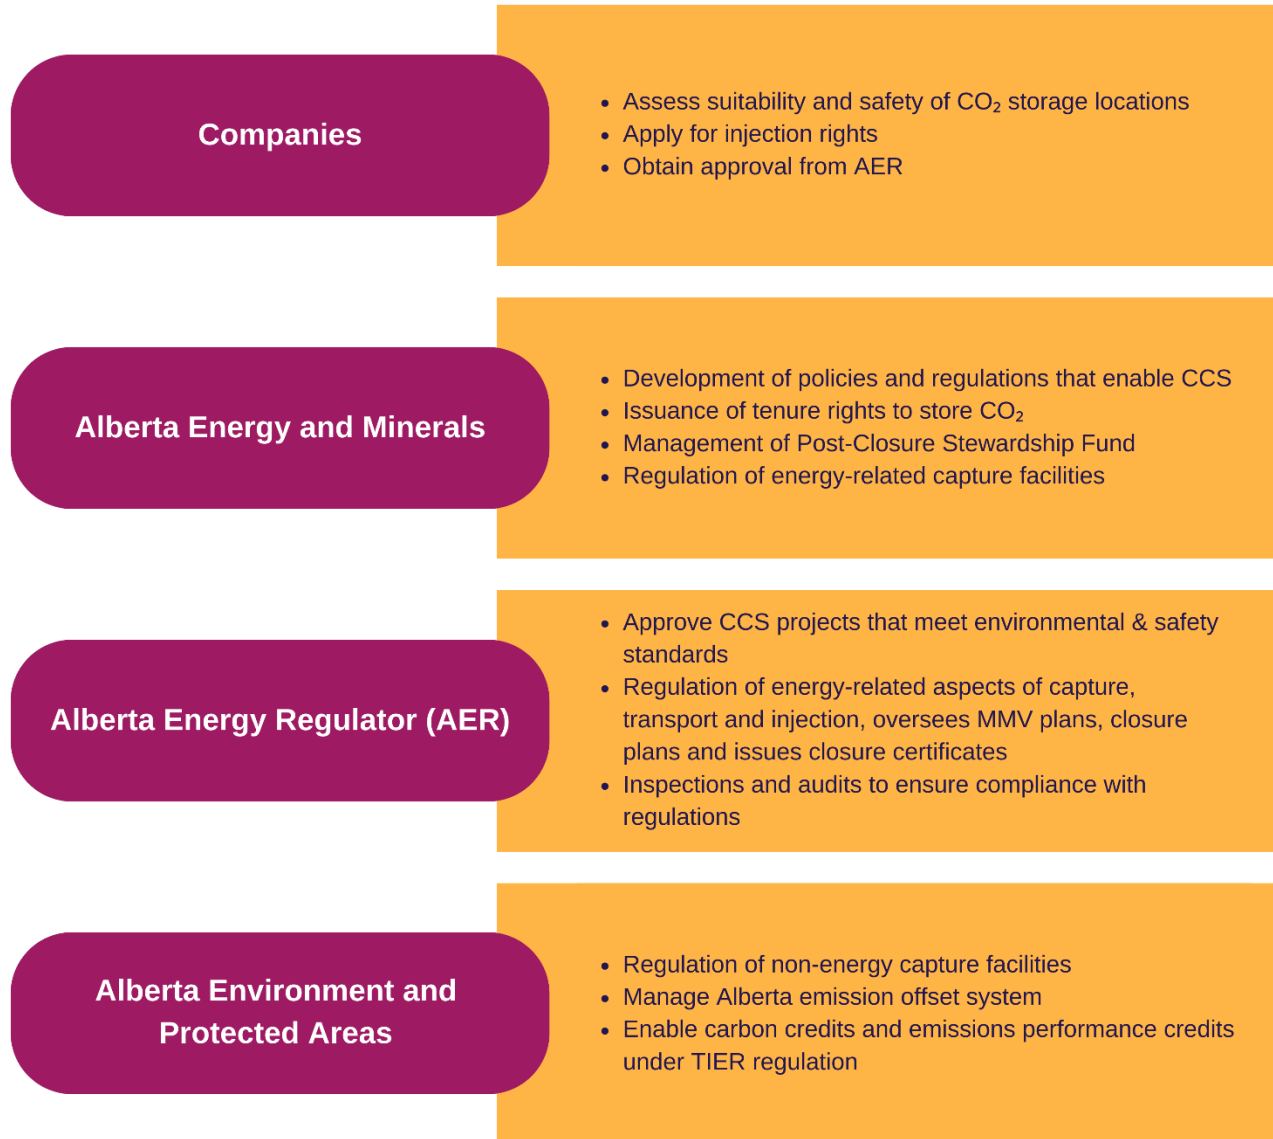 Companies
• Assess suitability and safety of CO₂ storage locations
• Apply for injection rights
• Obtain approval from AER
Alberta Energy and Minerals
• Development of policies and regulations that enable CCS
• Issuance of tenure rights to store CO₂
• Management of Post-Closure Stewardship Fund
• Regulation of energy-related capture facilities
Alberta Energy Regulator (AER)
• Approve CCS projects that meet environmental & safety
standards
• Regulation of energy-related aspects of capture,
transport and injection, oversees MMV plans, closure
plans and issues closure certificates
• Inspections and audits to ensure compliance with
regulations
Alberta Environment and
Protected Areas
• Regulation of non-energy capture facilities
• Manage Alberta emission offset system
• Enable carbon credits and emissions performance credits
under TIER regulation